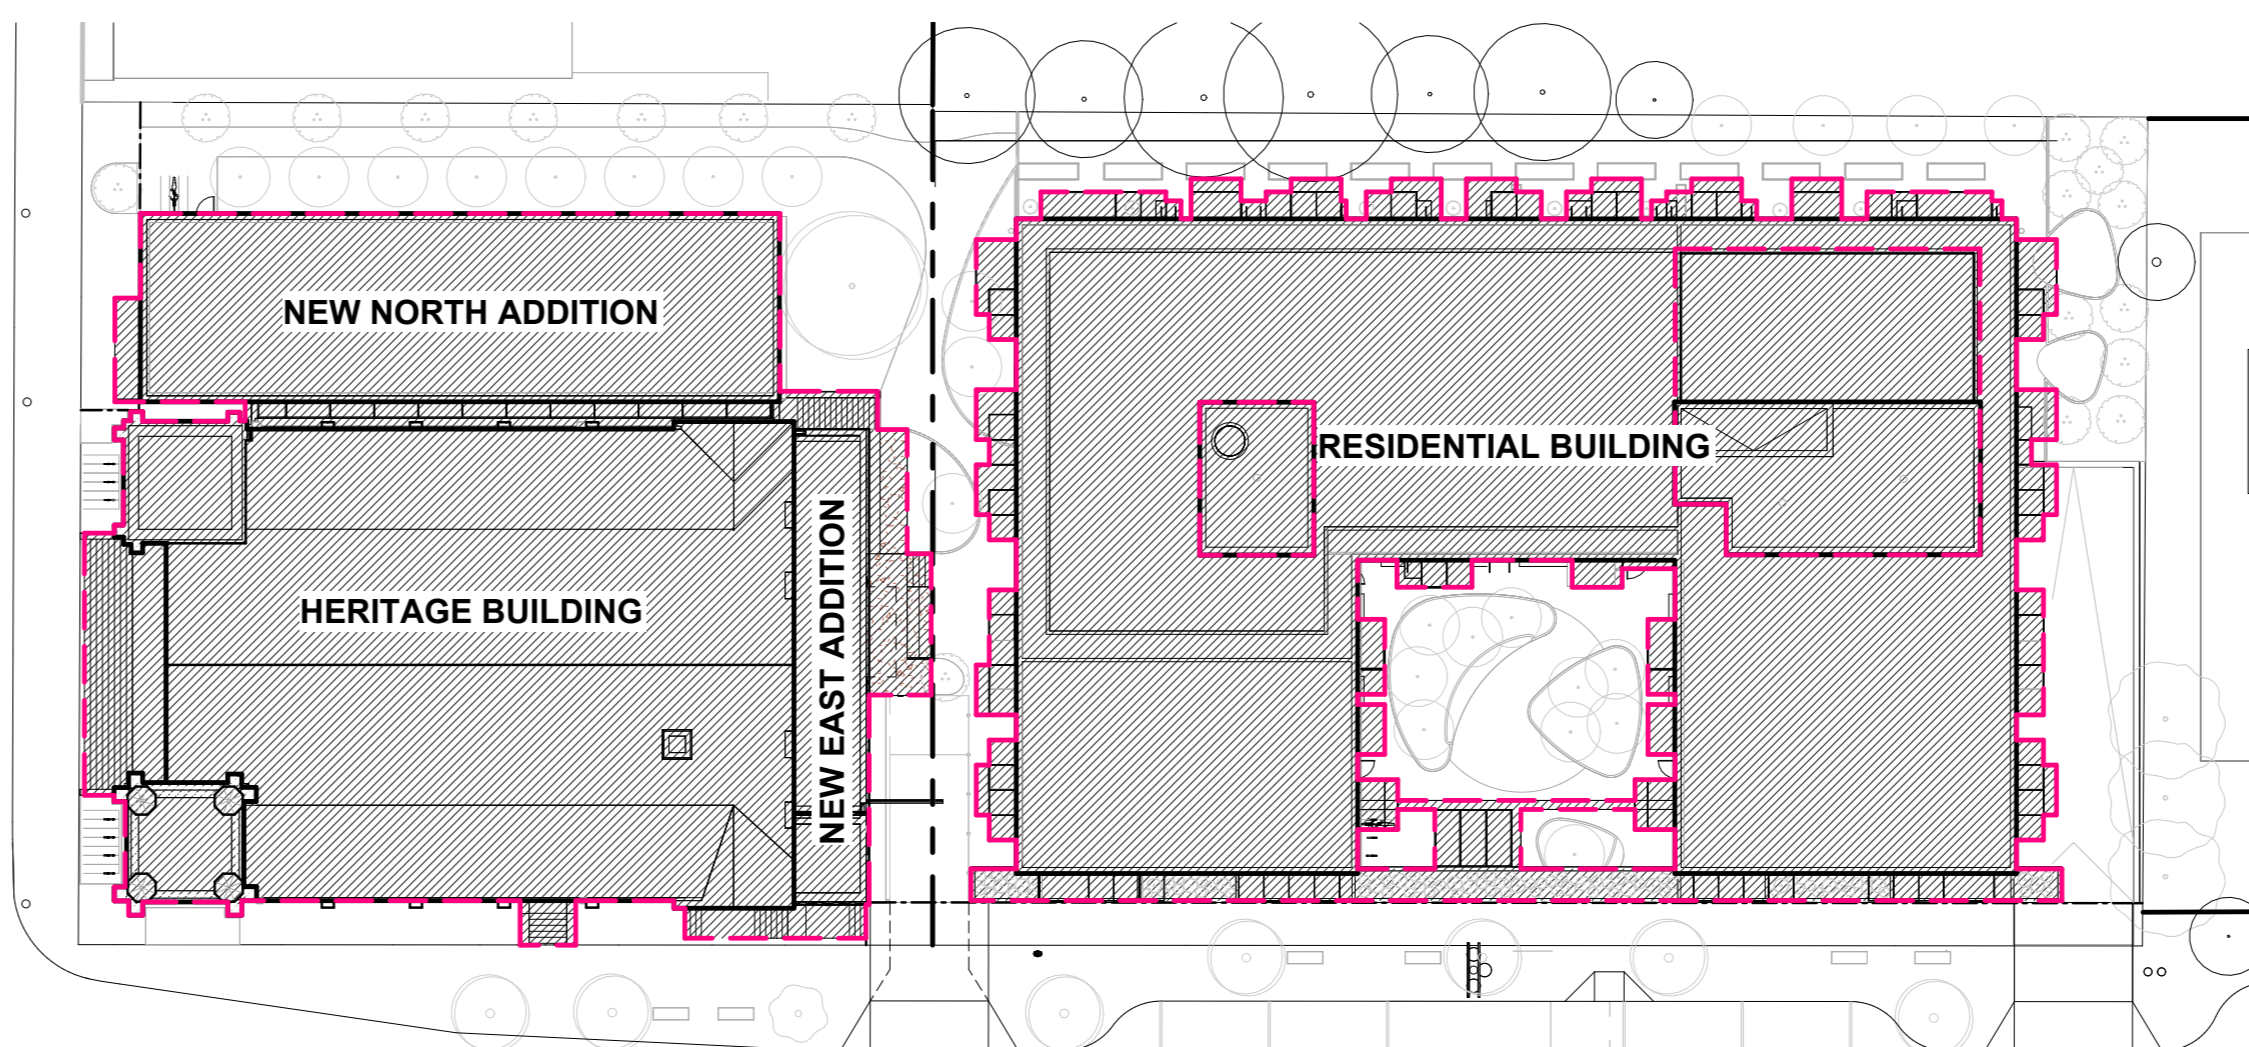 NEW NORTH ADDITION
RESIDENTIAL BUILDING
HERITAGE BUILDING
NEW EAST ADDITION